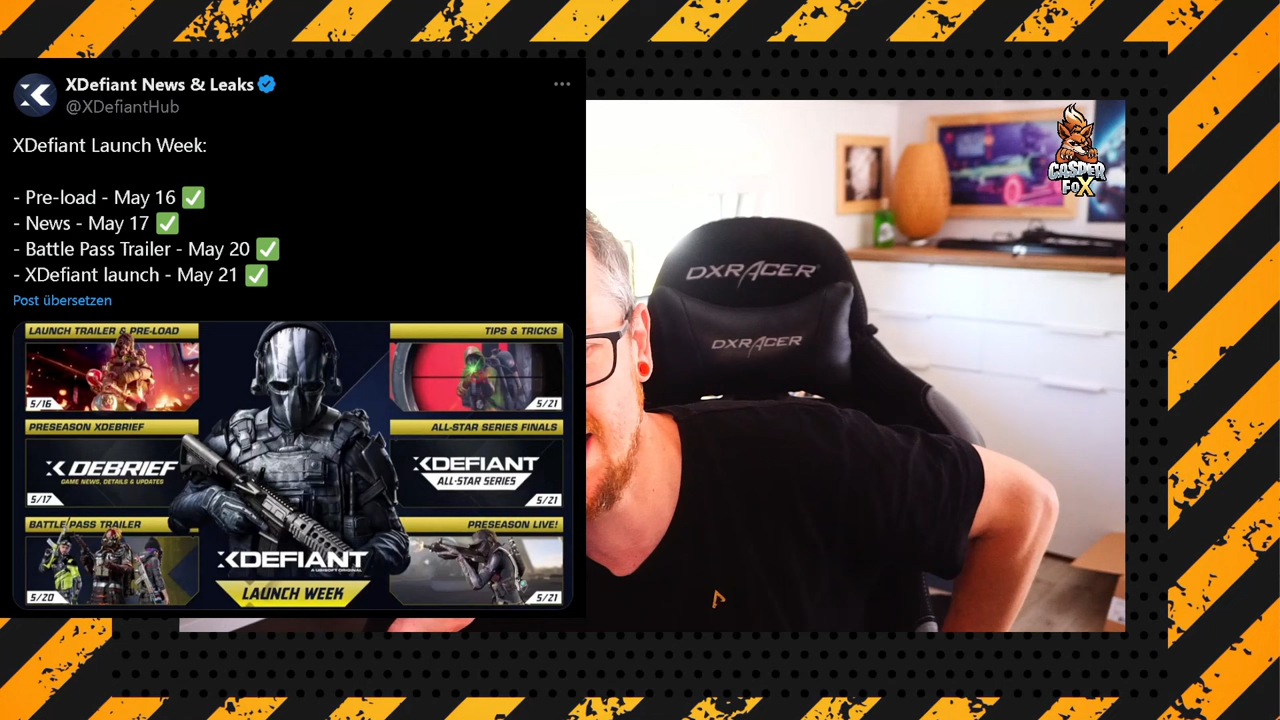 XDefiant News & Leaks
@XDefiantHub
XDefiant Launch Week:
- Pre-load - May 16 ✅
- News - May 17 ✅
- Battle Pass Trailer - May 20 ✅
- XDefiant launch - May 21 ✅
Post übersetzen
LAUNCH TRAILER & PRE-LOAD
5/16
PRESEASON XDEBRIEF
XDEBRIEF
GAME NEWS, DETAILS & UPDATES
5/17
BATTLE PASS TRAILER
5/20
XDEFIANT
A UBISOFT ORIGINAL
LAUNCH WEEK
TIPS & TRICKS
5/21
ALL-STAR SERIES FINALS
XDEFIANT
ALL-STAR SERIES
5/21
PRESEASON LIVE!
5/21
DXRACER
DXRACER
CASPER
FOX